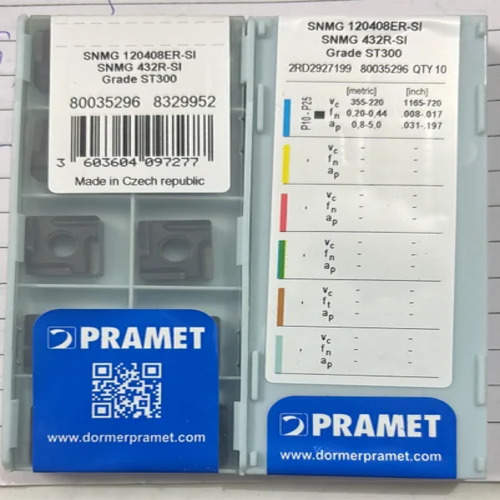 SNMG 120408ER-SI
SNMG 432R-SI
Grade ST300
80035296 8329952
3 603604 097277
Made in Czech republic
PRAMET
www.dormerpramet.com
SNMG 120408ER-SI
SNMG 432R-SI
Grade ST300
2RD2927199 80035296 QTY 10
[metric] [inch]
P10 - P25
vc 355-220 1165-720
fn 0,20-0,44 .008-.017
ap 0,8-5,0 .031-.197
vc - -
fn - -
ap - -
vc - -
fn - -
ap - -
vc - -
fn - -
ap - -
vc - -
ft - -
ap - -
vc - -
fn - -
ap - -
PRAMET
www.dormerpramet.com